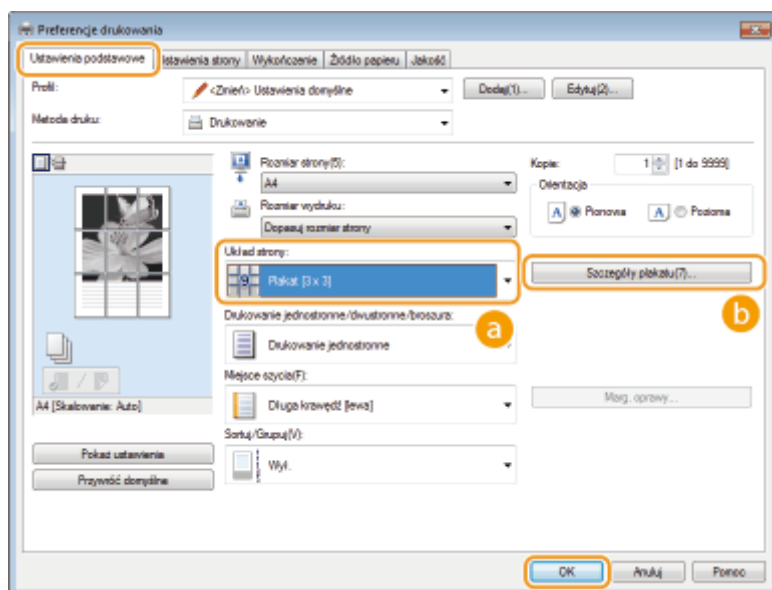 Preferencje drukowania
Ustawienia podstawowe Ustawienia strony Wykończenie Źródło papieru Jakość
Profil: <Zmień> Ustawienia domyślne Dodaj(1)... Edytuj(2)...
Metoda druku: Drukowanie
Rozmiar strony(5):
A4
Rozmiar wydruku:
Dopasuj rozmiar strony
Kopie: 1 [1 do 9999]
Orientacja
A Pionowa A Pozioma
Układ strony:
9 Plakat [3 x 3]
a
Szczegóły plakatu(7)...
b
Drukowanie jednostronne/dwustronne/broszura:
Drukowanie jednostronne
Miejsce szycia(F):
Długa krawędź [lewa]
Marg. oprawy...
A4 [Skalowanie: Auto]
Sortuj/Grupuj(V):
Wył.
Pokaż ustawienia
Przywróć domyślne
OK Anuluj Pomoc